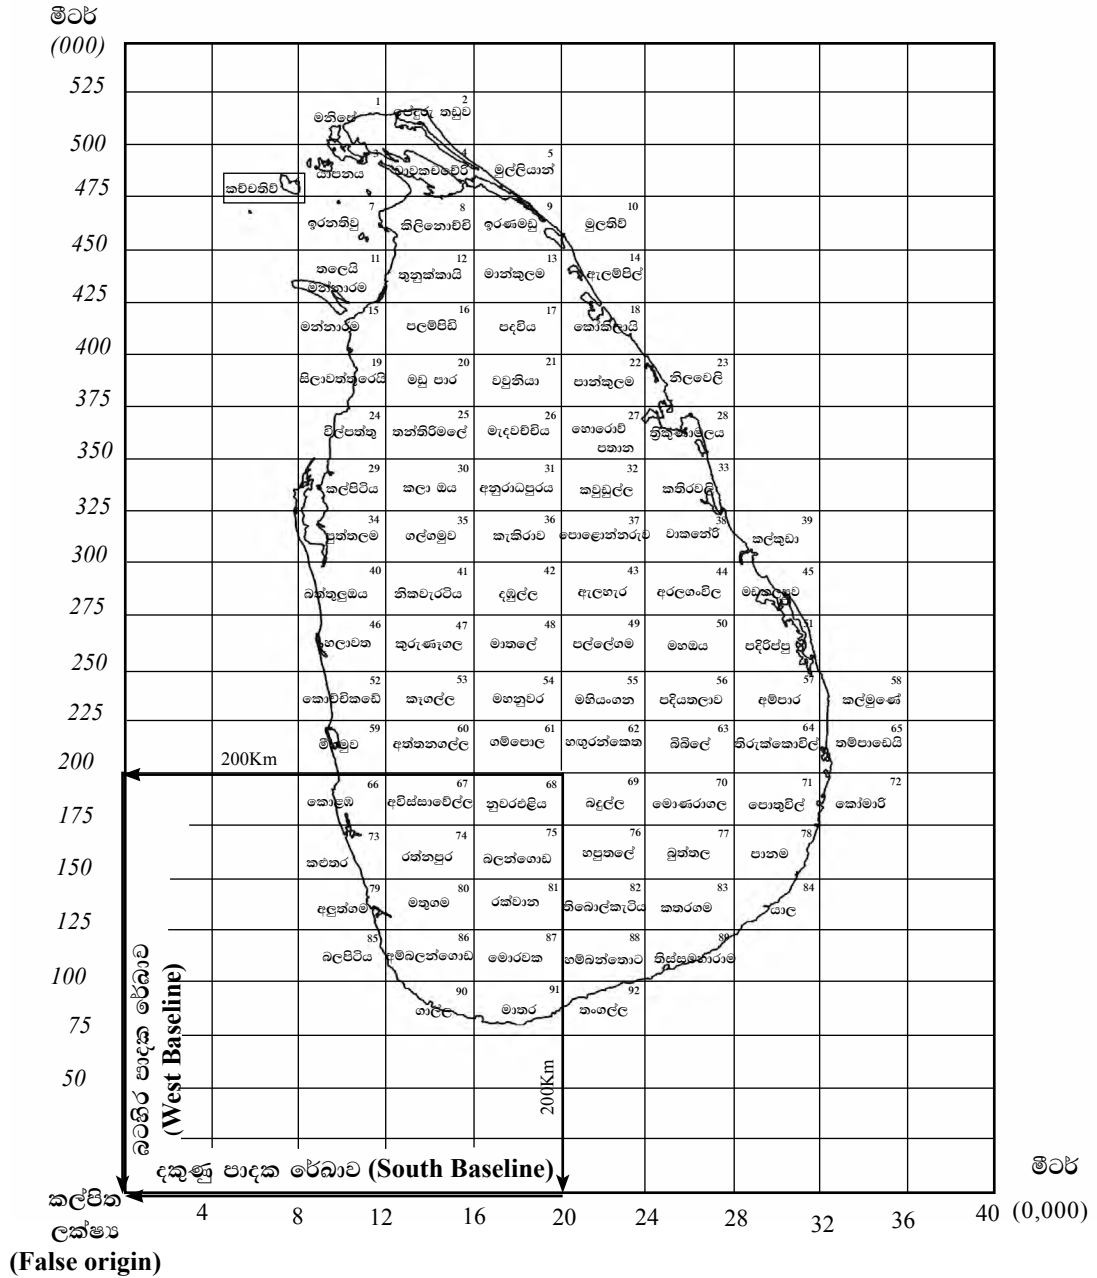 මීටර්
(000)
525
1
2
මනිපේ
පේදුරු තඩුව
500
3
4
5
යාපනය
චාවකච්චේරි
මුල්ලියාන්
කච්චතිව්
475
7
8
9
10
ඉරනතිවු
කිලිනොච්චි
ඉරණමඩු
මුලතිව්
450
11
12
13
14
තලෙයි
මන්නාරම
තුනුක්කායි
මාන්කුලම
ඇලම්පිල්
425
15
16
17
18
මන්නාරම
පලම්පිඩි
පදවිය
කෝකිලායි
400
19
20
21
22
23
සිලාවත්තුරෙයි
මඩු පාර
වවුනියා
පාන්කුලම
නිලවෙලි
375
24
25
26
27
28
විල්පත්තු
තන්තිරිමලේ
මැදවච්චිය
හොරොව්
පතාන
ත්‍රිකුණාමලය
350
29
30
31
32
33
කල්පිටිය
කලා ඔය
අනුරාධපුරය
කවුඩුල්ල
කතිරවලි
325
34
35
36
37
38
39
පුත්තලම
ගල්ගමුව
කැකිරාව
පොළොන්නරුව
වාකනේරි
කල්කුඩා
300
40
41
42
43
44
45
බත්තුලුඔය
නිකවැරටිය
දඹුල්ල
ඇලහැර
අරලගංවිල
මඩකලපුව
275
46
47
48
49
50
51
හලාවත
කුරුණෑගල
මාතලේ
පල්ලේගම
මහඔය
පදිරිප්පු
250
52
53
54
55
56
57
58
කොච්චිකඩේ
කෑගල්ල
මහනුවර
මහියංගන
පදියතලාව
අම්පාර
කල්මුණේ
225
59
60
61
62
63
64
65
මීගමුව
අත්තනගල්ල
ගම්පොල
හඟුරන්කෙත
බිබිලේ
තිරුක්කොවිල්
තම්පාඩෙයි
200
200Km
66
67
68
69
70
71
72
කොළඹ
අවිස්සාවේල්ල
නුවරඑළිය
බදුල්ල
මොණරාගල
පොතුවිල්
කෝමාරි
175
73
74
75
76
77
78
කළුතර
රත්නපුර
බලන්ගොඩ
හපුතලේ
බුත්තල
පානම
150
79
80
81
82
83
84
අලුත්ගම
මතුගම
රක්වාන
තිබොල්කැටිය
කතරගම
යාල
125
85
86
87
88
89
බලපිටිය
අම්බලන්ගොඩ
මොරවක
හම්බන්තොට
තිස්සමහාරාම
100
90
91
92
ගාල්ල
මාතර
තංගල්ල
75
50
බටහිර පාදක රේඛාව
(West Baseline)
200Km
දකුණු පාදක රේඛාව (South Baseline)
මීටර්
(0,000)
කල්පිත
ලක්ෂ්‍ය
(False origin)
4
8
12
16
20
24
28
32
36
40